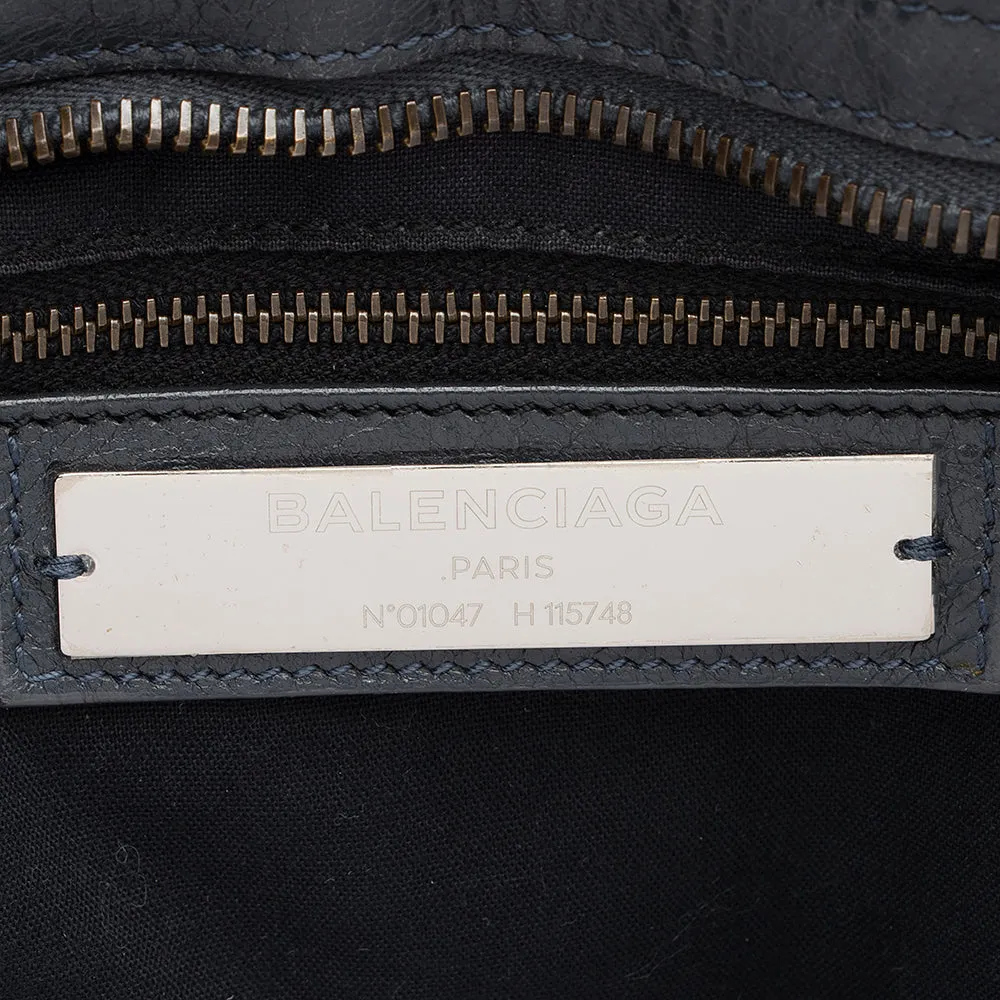 BALENCIAGA
.PARIS
N°01047 H 115748